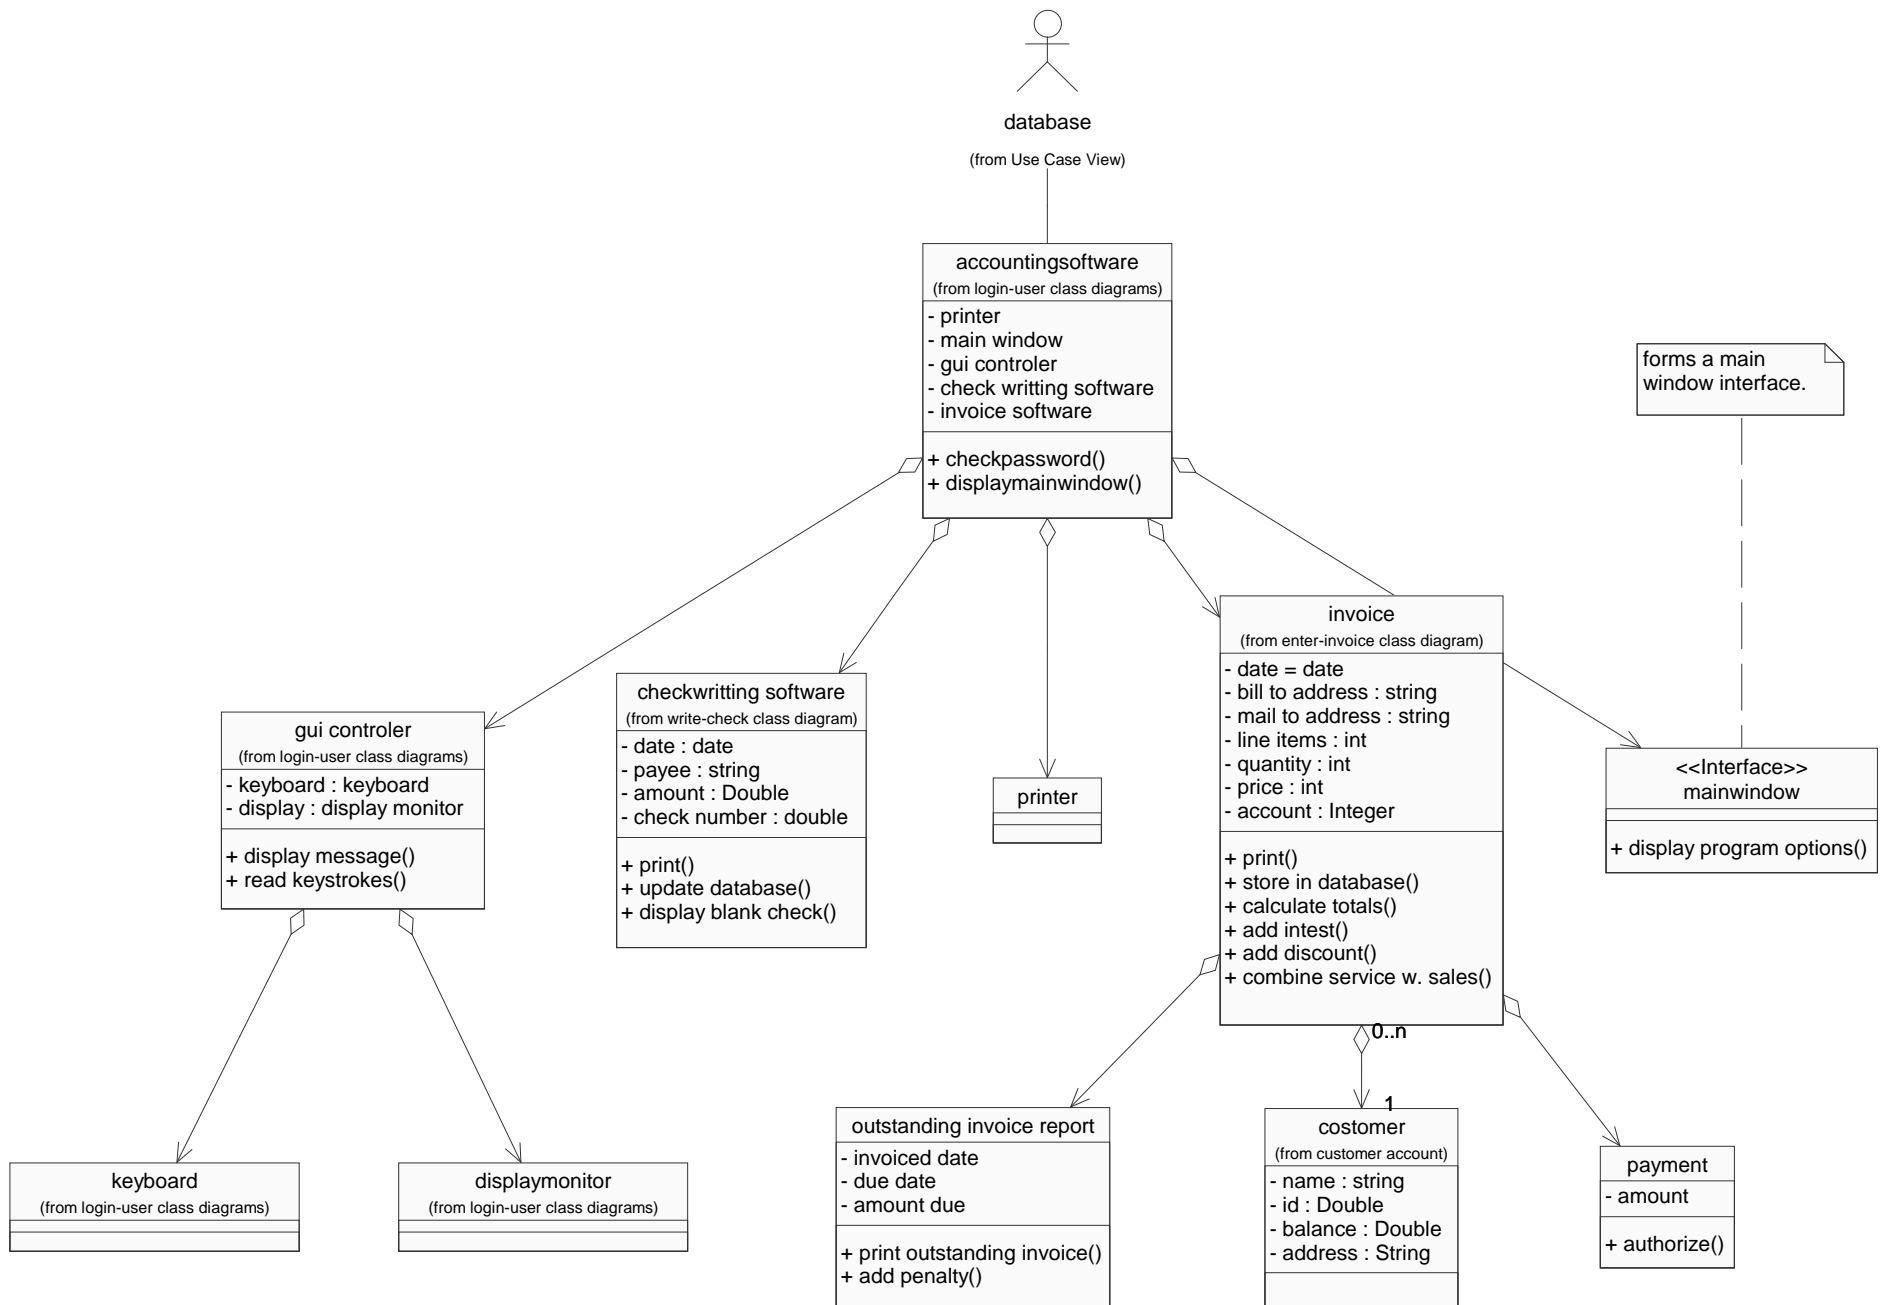 database
(from Use Case View)
accountingsoftware
(from login-user class diagrams)
- printer
- main window
- gui controler
- check writting software
- invoice software
+ checkpassword()
+ displaymainwindow()
forms a main
window interface.
invoice
(from enter-invoice class diagram)
- date = date
- bill to address : string
- mail to address : string
- line items : int
- quantity : int
- price : int
- account : Integer
+ print()
+ store in database()
+ calculate totals()
+ add intest()
+ add discount()
+ combine service w. sales()
checkwritting software
(from write-check class diagram)
- date : date
- payee : string
- amount : Double
- check number : double
+ print()
+ update database()
+ display blank check()
gui controler
(from login-user class diagrams)
- keyboard : keyboard
- display : display monitor
+ display message()
+ read keystrokes()
printer
<<Interface>>
mainwindow
+ display program options()
0..n
1
keyboard
(from login-user class diagrams)
displaymonitor
(from login-user class diagrams)
outstanding invoice report
- invoiced date
- due date
- amount due
+ print outstanding invoice()
+ add penalty()
costomer
(from customer account)
- name : string
- id : Double
- balance : Double
- address : String
payment
- amount
+ authorize()